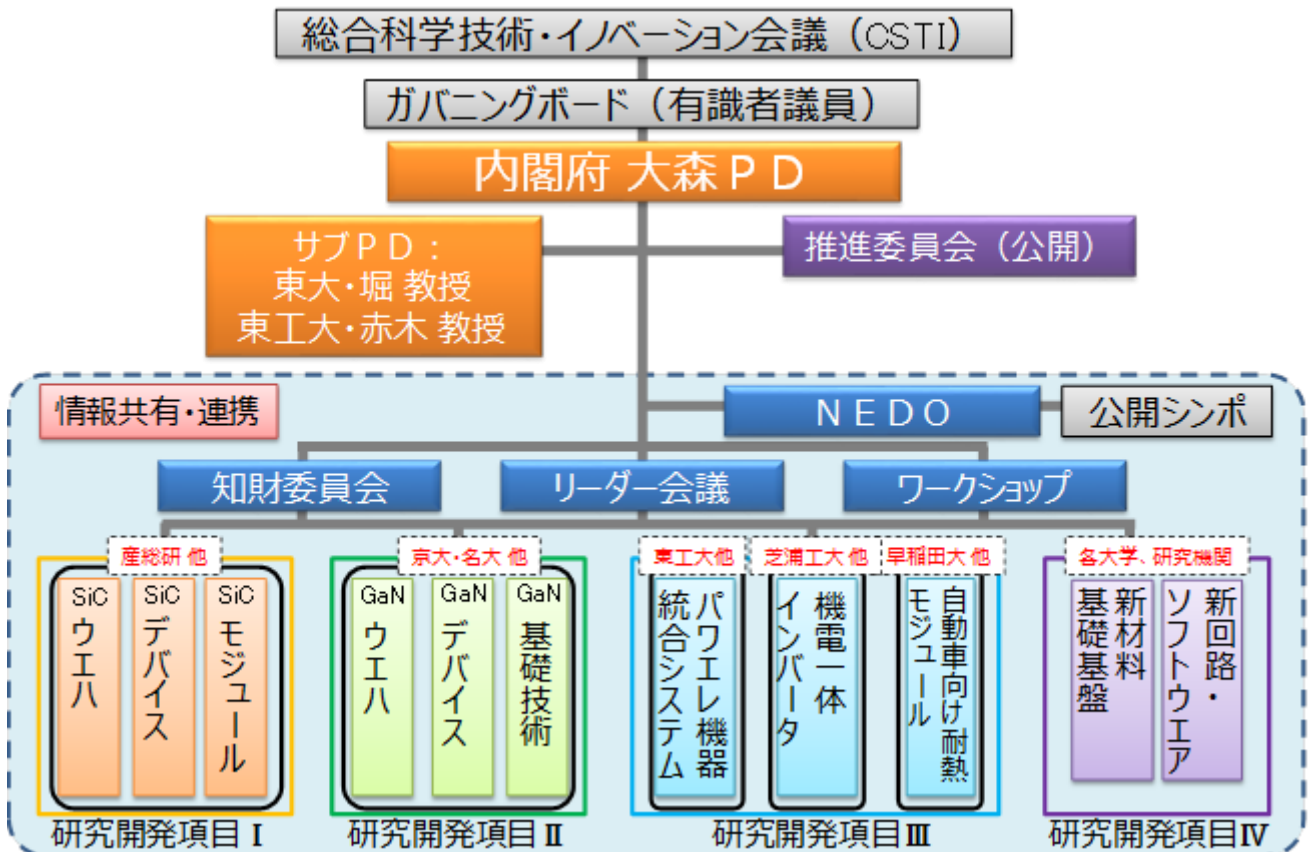 総合科学技術・イノベーション会議（CSTI）
ガバニングボード（有識者議員）
内閣府 大森ＰＤ
サブＰＤ：
東大・堀 教授
東工大・赤木 教授
推進委員会（公開）
情報共有・連携
ＮＥＤＯ
公開シンポ
知財委員会
リーダー会議
ワークショップ
産総研 他
SiC
ウエハ
SiC
デバイス
SiC
モジュール
研究開発項目Ⅰ
京大・名大 他
GaN
ウエハ
GaN
デバイス
GaN
基礎技術
研究開発項目Ⅱ
東工大他
パワエレ機器
統合システム
芝浦工大 他
機電一体
インバータ
早稲田大 他
自動車向け耐熱
モジュール
研究開発項目Ⅲ
各大学、研究機関
新材料
基礎基盤
新回路・
ソフトウエア
研究開発項目Ⅳ